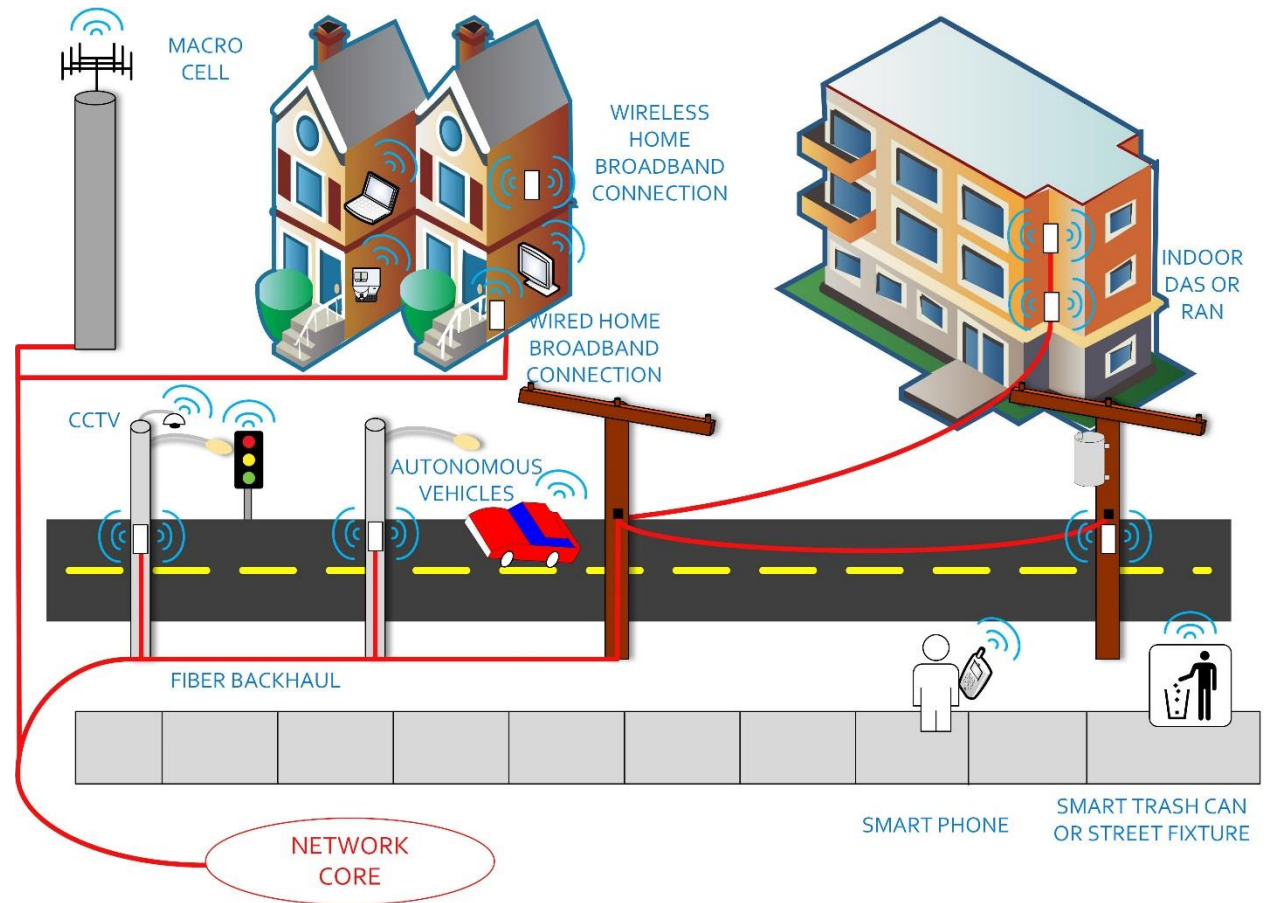 MACRO
CELL
WIRELESS
HOME
BROADBAND
CONNECTION
INDOOR
DAS OR
RAN
WIRED HOME
BROADBAND
CONNECTION
CCTV
AUTONOMOUS
VEHICLES
FIBER BACKHAUL
SMART PHONE
SMART TRASH CAN
OR STREET FIXTURE
NETWORK
CORE